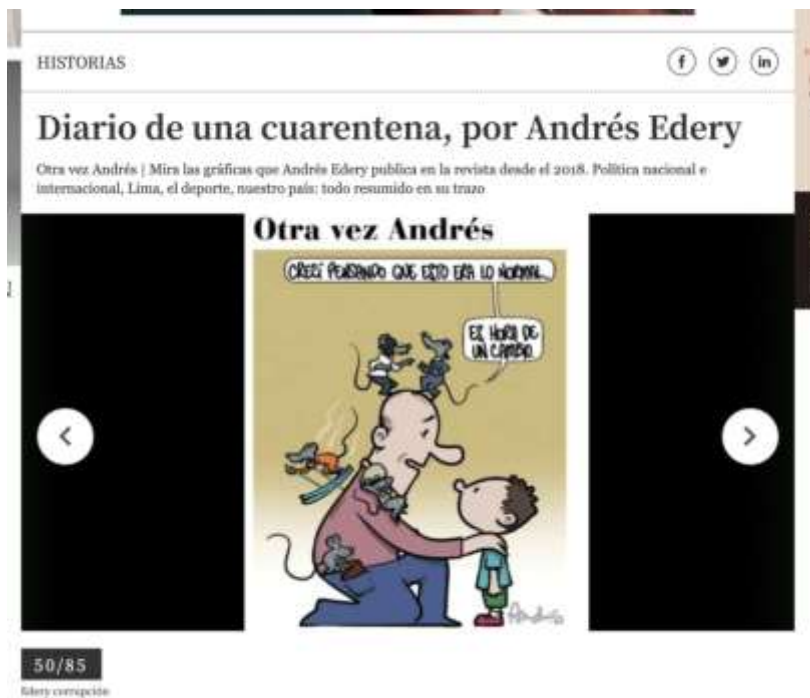 HISTORIAS
Diario de una cuarentena, por Andrés Edery
Otra vez Andrés | Mira las gráficas que Andrés Edery publica en la revista desde el 2018. Política nacional e
internacional, Lima, el deporte, nuestro país: todo resumido en su trazo
Otra vez Andrés
CRECÍ PENSANDO QUE ESTO ERA LO NORMAL...
ES HORA DE
UN CAMBIO.
Andrés
50/85
Edery corrupción